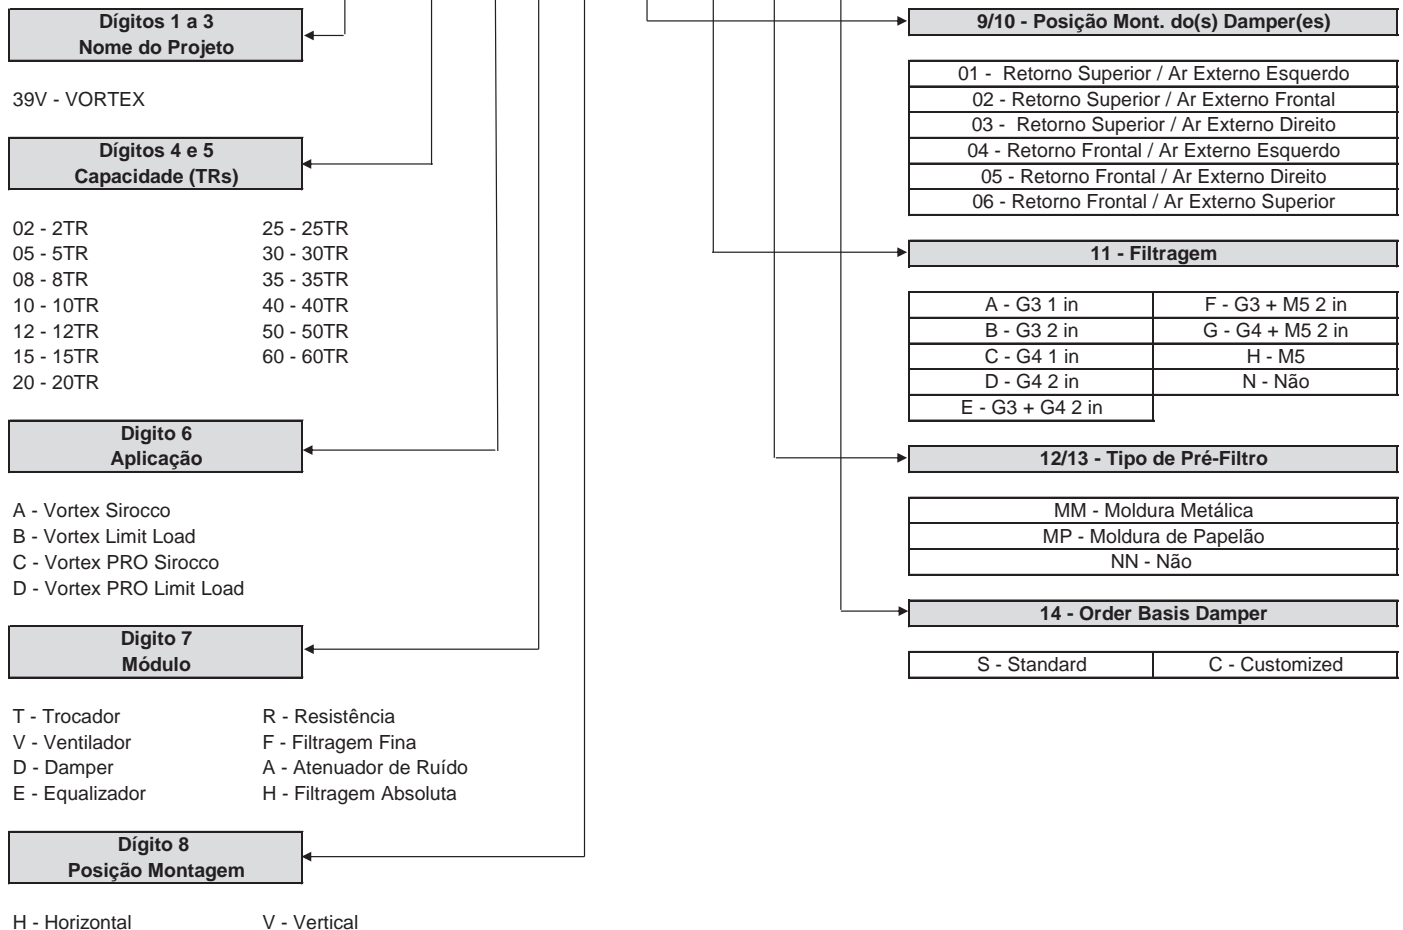 Dígitos 1 a 3
Nome do Projeto
39V - VORTEX
Dígitos 4 e 5
Capacidade (TRs)
02 - 2TR 25 - 25TR
05 - 5TR 30 - 30TR
08 - 8TR 35 - 35TR
10 - 10TR 40 - 40TR
12 - 12TR 50 - 50TR
15 - 15TR 60 - 60TR
20 - 20TR
Digito 6
Aplicação
A - Vortex Sirocco
B - Vortex Limit Load
C - Vortex PRO Sirocco
D - Vortex PRO Limit Load
Digito 7
Módulo
T - Trocador R - Resistência
V - Ventilador F - Filtragem Fina
D - Damper A - Atenuador de Ruído
E - Equalizador H - Filtragem Absoluta
Dígito 8
Posição Montagem
H - Horizontal V - Vertical
9/10 - Posição Mont. do(s) Damper(es)
01 - Retorno Superior / Ar Externo Esquerdo
02 - Retorno Superior / Ar Externo Frontal
03 - Retorno Superior / Ar Externo Direito
04 - Retorno Frontal / Ar Externo Esquerdo
05 - Retorno Frontal / Ar Externo Direito
06 - Retorno Frontal / Ar Externo Superior
11 - Filtragem
A - G3 1 in F - G3 + M5 2 in
B - G3 2 in G - G4 + M5 2 in
C - G4 1 in H - M5
D - G4 2 in N - Não
E - G3 + G4 2 in
12/13 - Tipo de Pré-Filtro
MM - Moldura Metálica
MP - Moldura de Papelão
NN - Não
14 - Order Basis Damper
S - Standard C - Customized